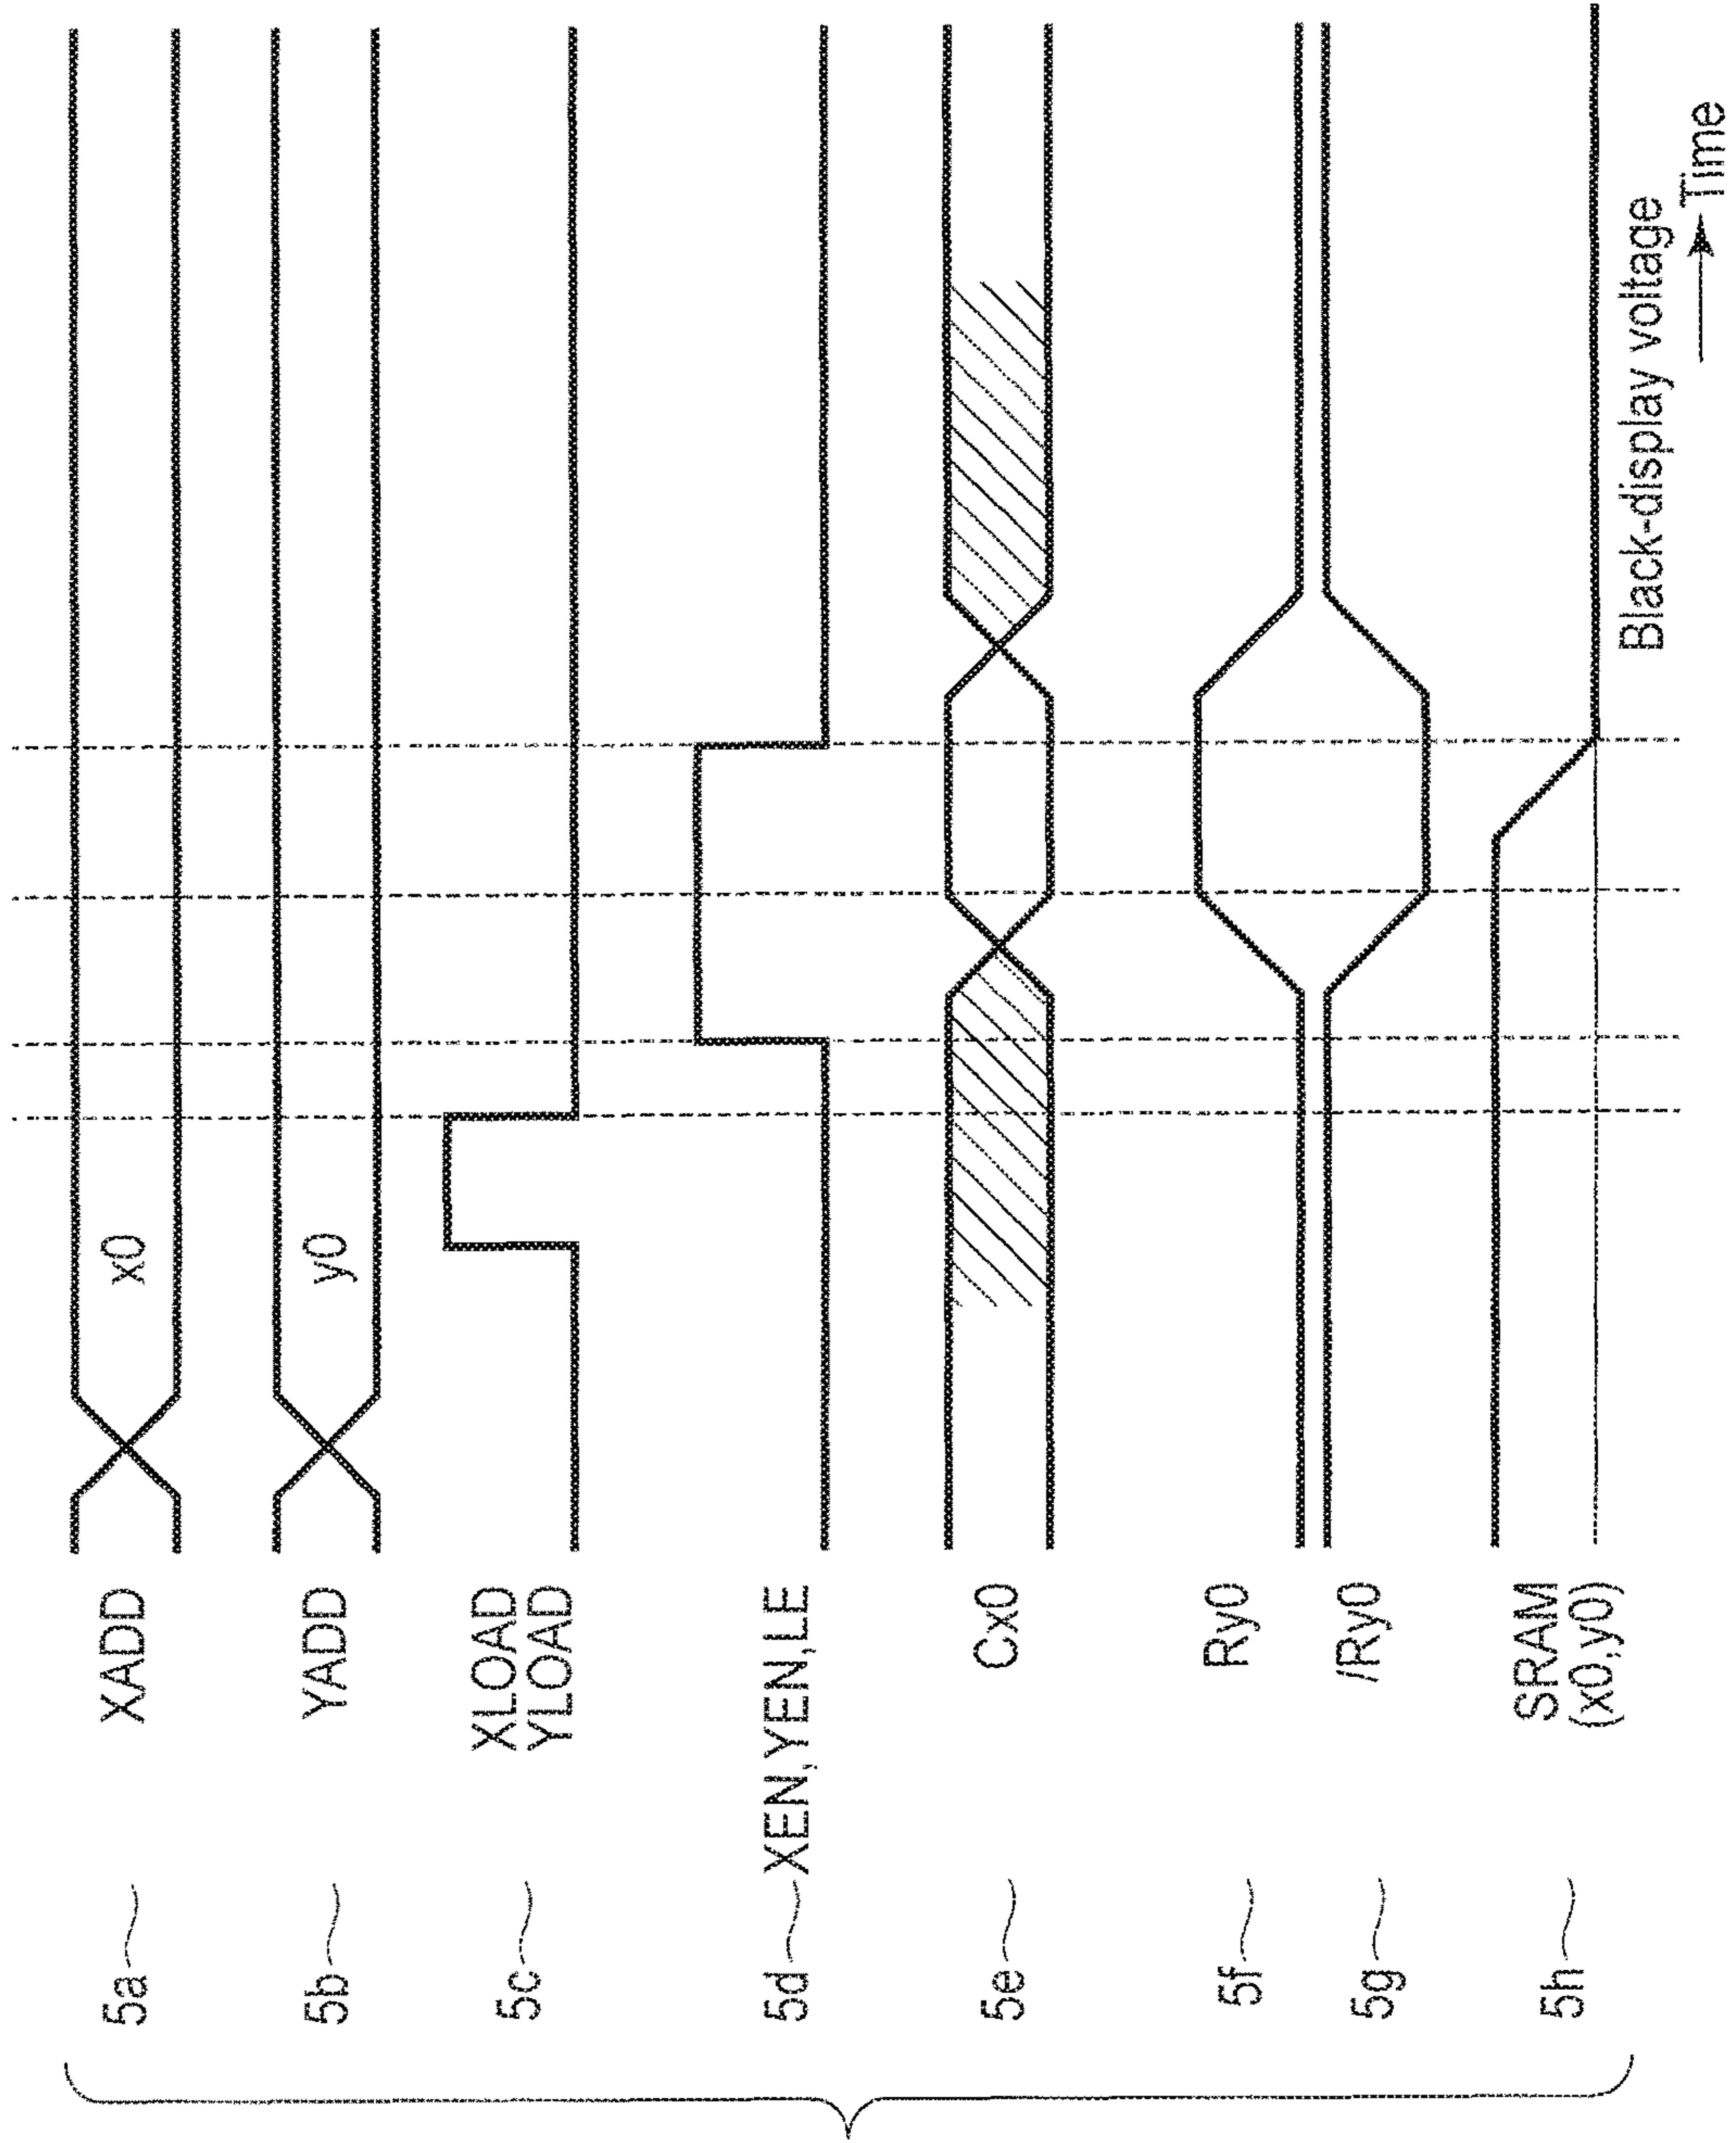 5a
XADD
x0
5b
YADD
y0
5c
XLOAD
YLOAD
5d
XEN,YEN,LE
5e
Cx0
5f
Ry0
5g
/Ry0
5h
SRAM
(x0,y0)
Black-display voltage
Time